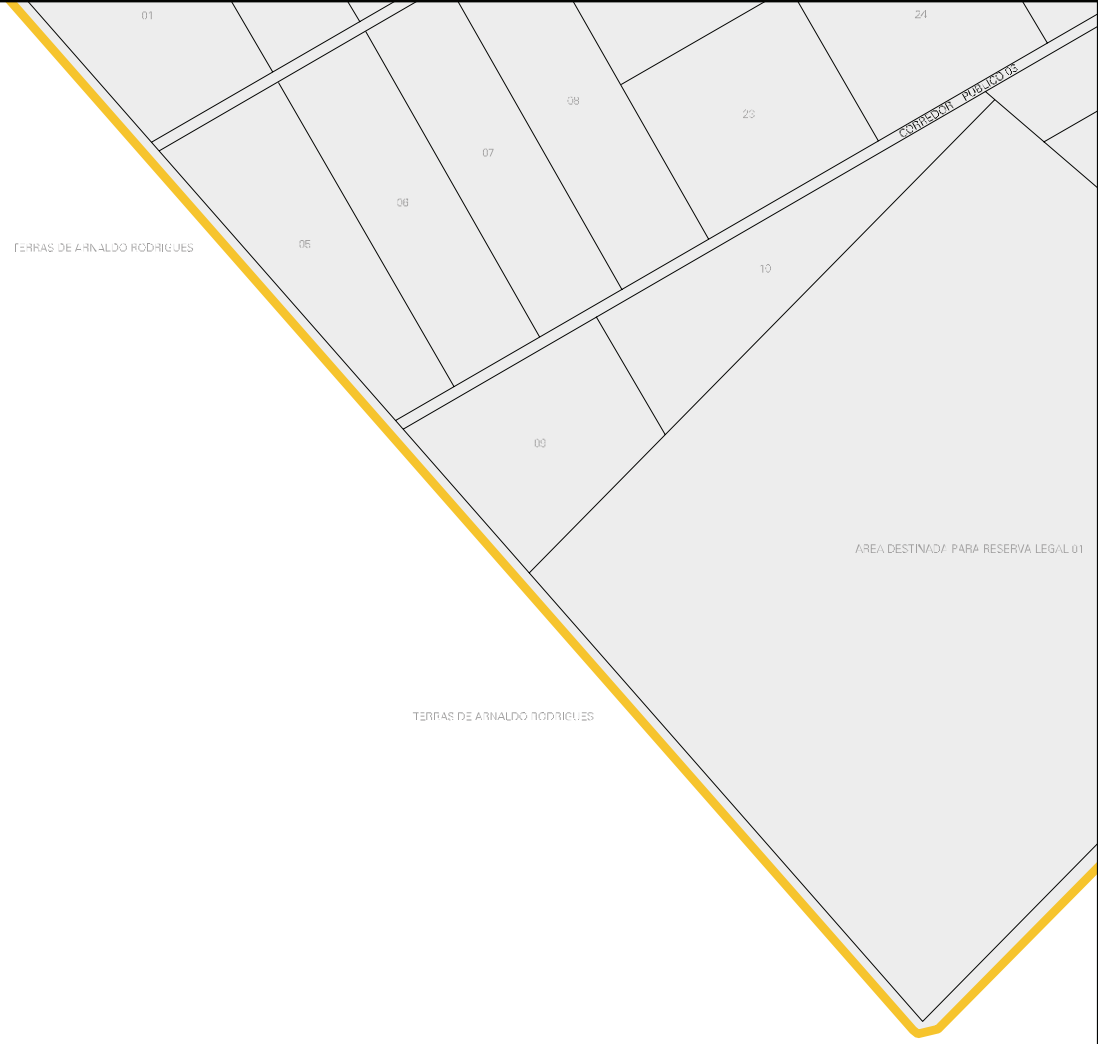 01
24
CORREDOR PUBLICO 03
08
23
07
06
05
TERRAS DE ARNALDO RODRIGUES
10
09
AREA DESTINADA PARA RESERVA LEGAL 01
TERRAS DE ARNALDO RODRIGUES